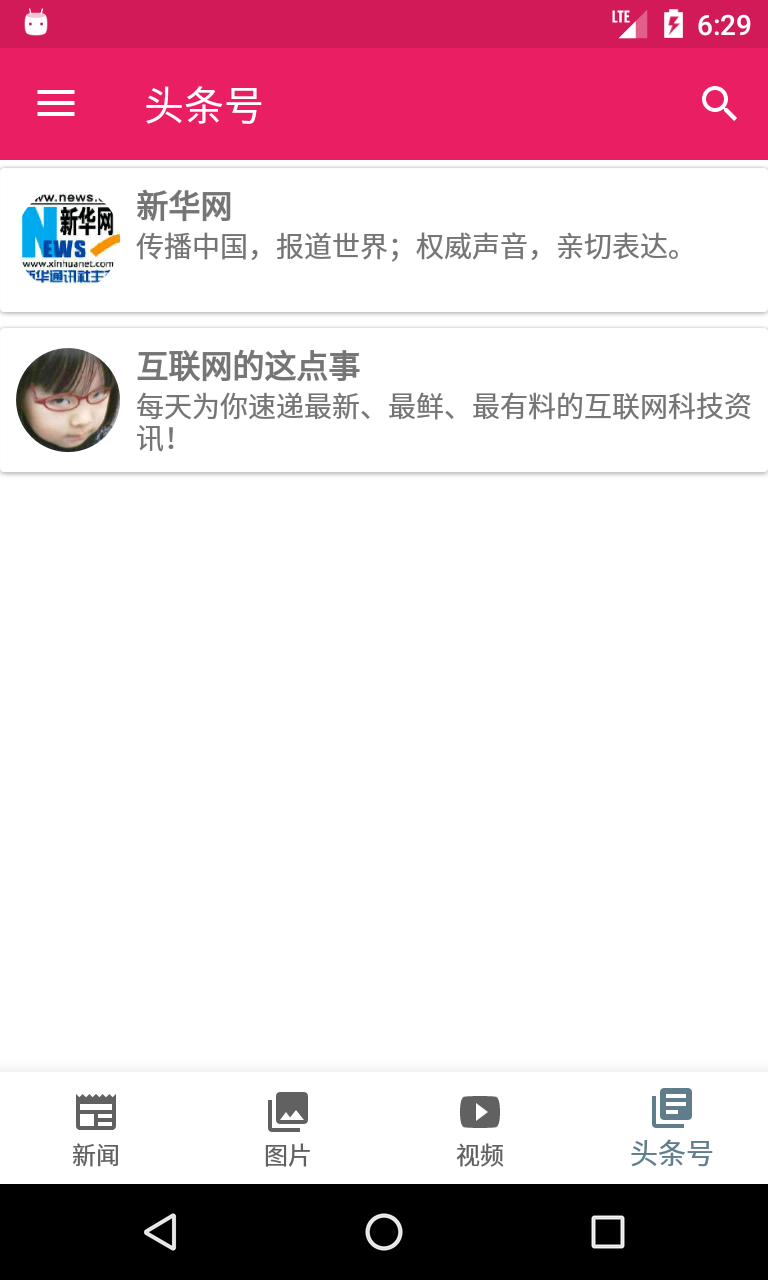 LTE 6:29
头条号
www.news.
新华网
NEWS
www.xinhuanet.com
新华通讯社主
新华网
传播中国，报道世界；权威声音，亲切表达。
互联网的这点事
每天为你速递最新、最鲜、最有料的互联网科技资
讯！
新闻
图片
视频
头条号